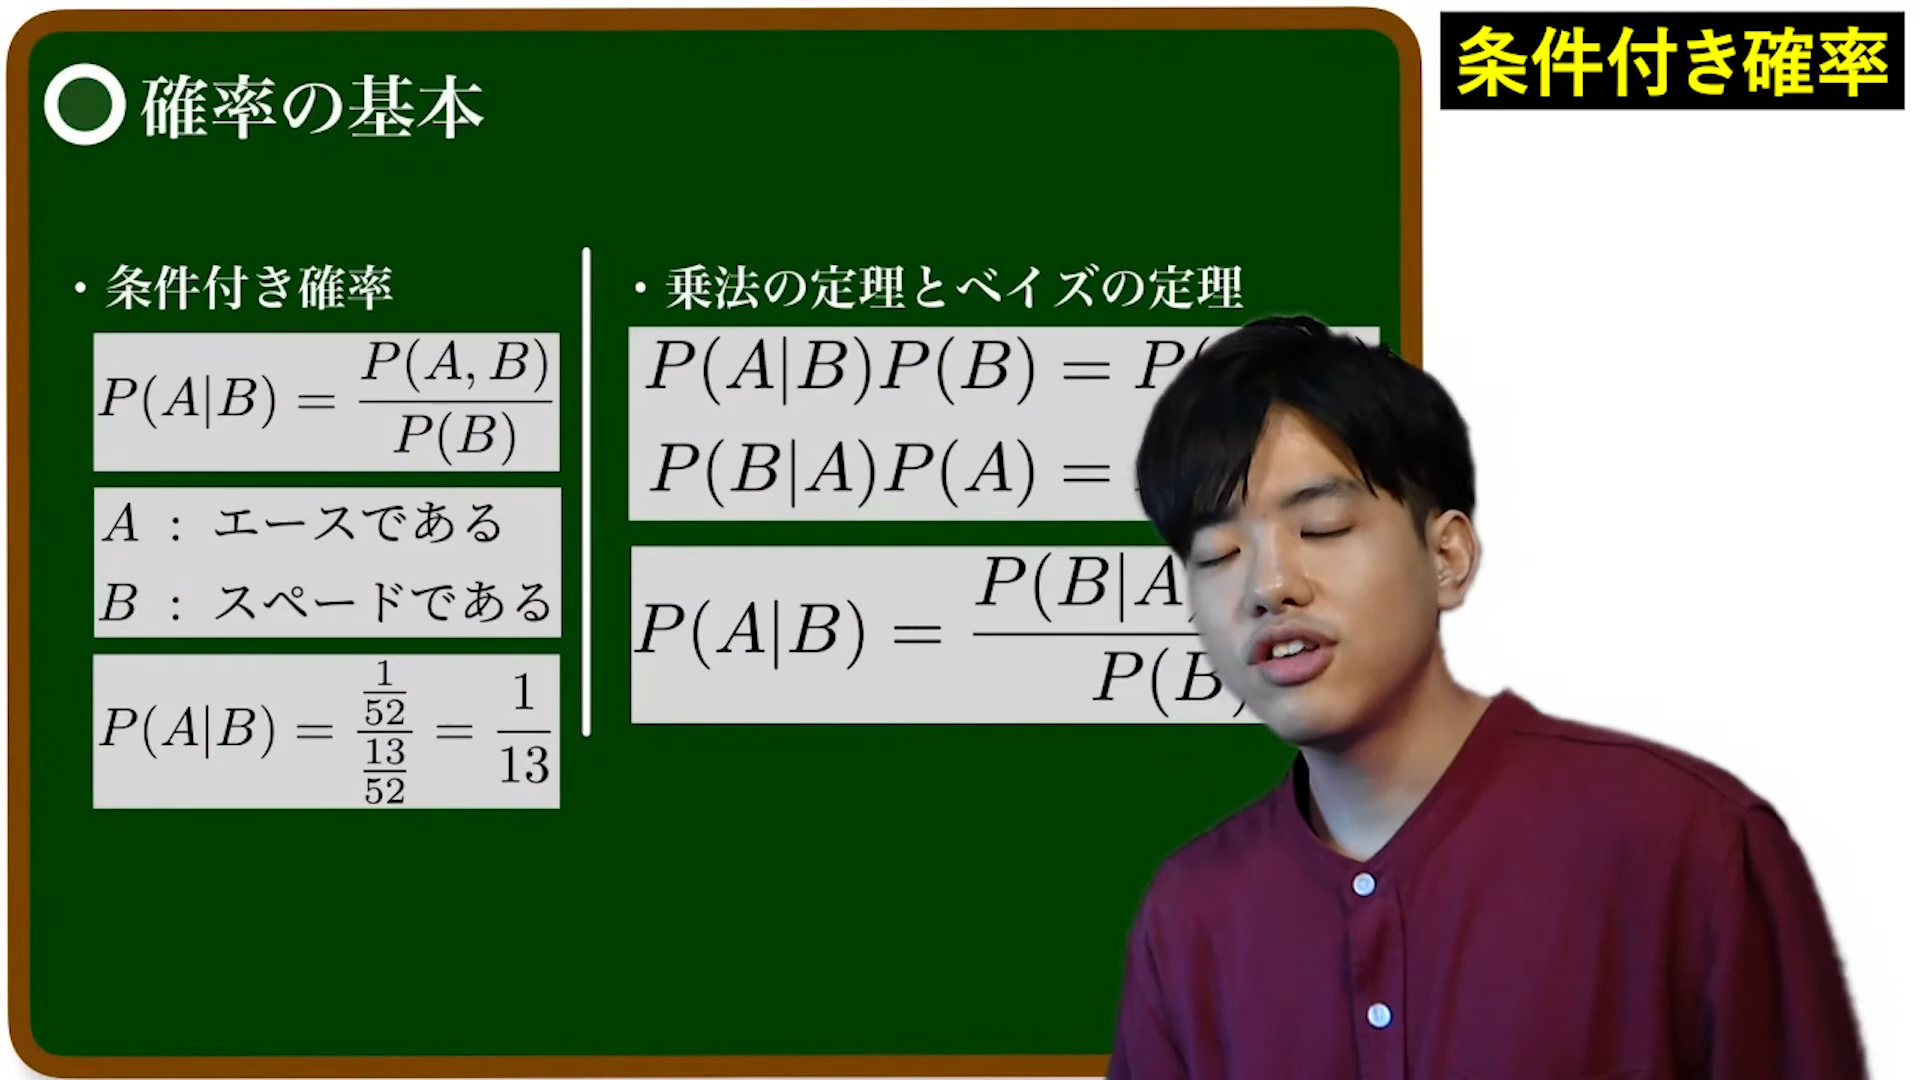 条件付き確率
確率の基本
・条件付き確率
P(A|B) = P(A, B) / P(B)
A : エースである
B : スペードである
P(A|B) = (1/52) / (13/52) = 1/13
・乗法の定理とベイズの定理
P(A|B)P(B) = P(
P(B|A)P(A) =
P(A|B) = P(B|A) / P(B)